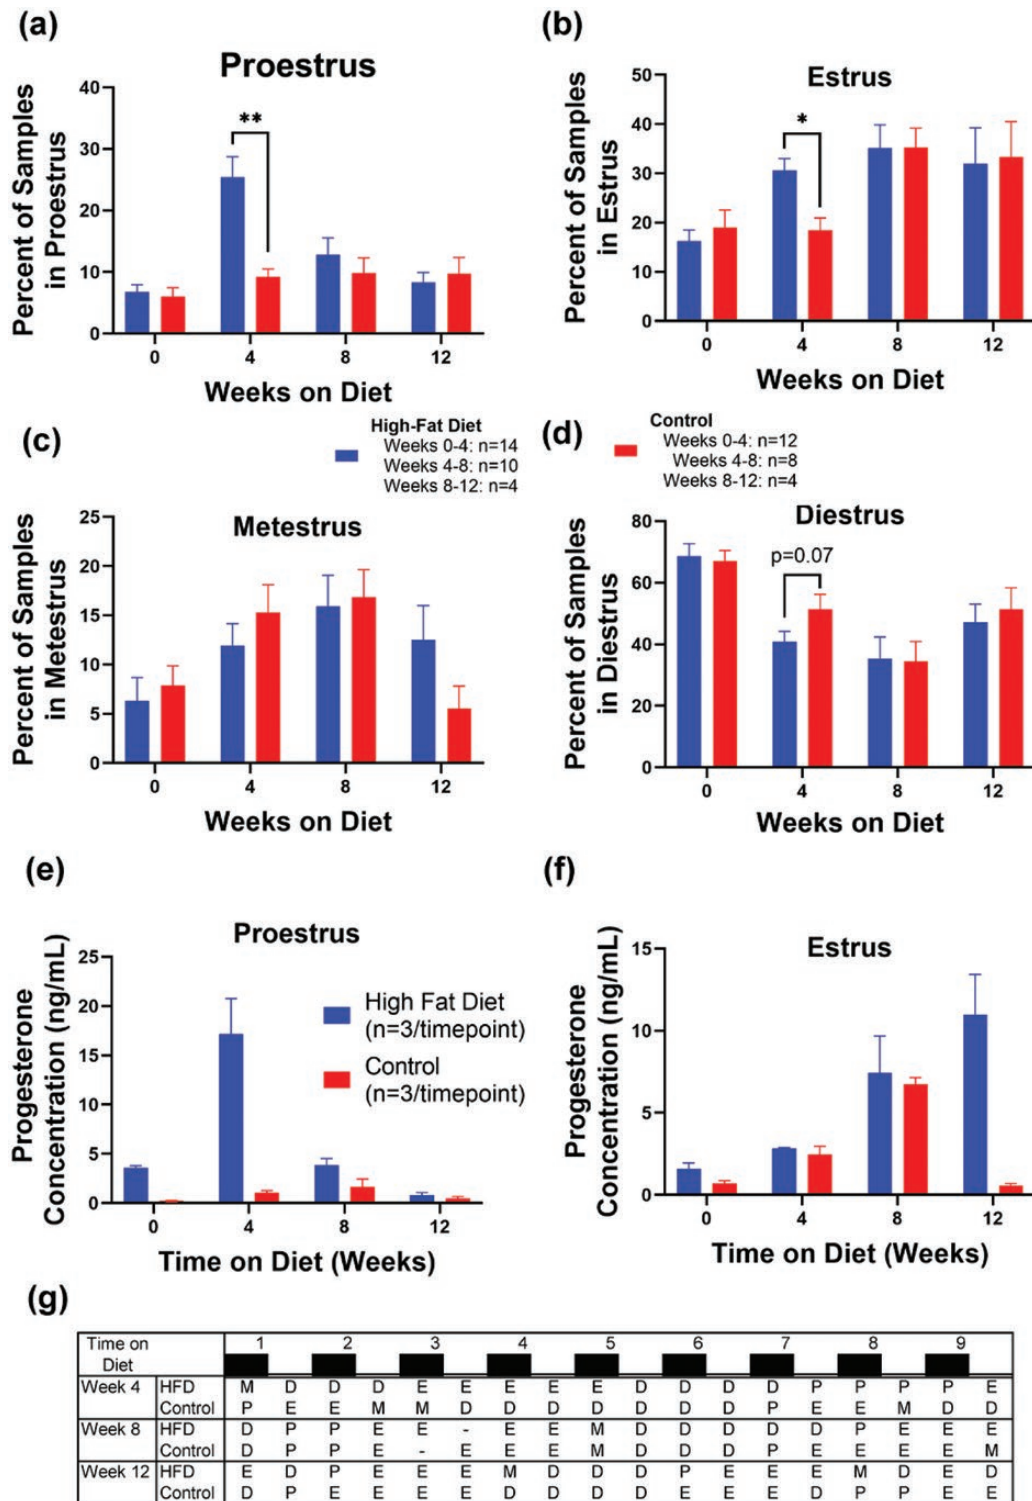 (a)
Proestrus
Percent of Samples
in Proestrus
40
30
20
10
0
**
0 4 8 12
Weeks on Diet
(b)
Estrus
Percent of Samples
in Estrus
50
40
30
20
10
0
*
0 4 8 12
Weeks on Diet
(c)
High-Fat Diet
Weeks 0-4: n=14
Weeks 4-8: n=10
Weeks 8-12: n=4
Metestrus
Percent of Samples
in Metestrus
25
20
15
10
5
0
0 4 8 12
Weeks on Diet
(d)
Control
Weeks 0-4: n=12
Weeks 4-8: n=8
Weeks 8-12: n=4
Diestrus
Percent of Samples
in Diestrus
80
60
40
20
0
p=0.07
0 4 8 12
Weeks on Diet
(e)
Proestrus
Progesterone
Concentration (ng/mL)
25
20
15
10
5
0
High Fat Diet
(n=3/timepoint)
Control
(n=3/timepoint)
0 4 8 12
Time on Diet (Weeks)
(f)
Estrus
Progesterone
Concentration (ng/mL)
15
10
5
0
0 4 8 12
Time on Diet (Weeks)
(g)
Time on 1 2 3 4 5 6 7 8 9
Diet
Week 4 HFD M D D D E E E E E D D D D P P P P E
Control P E E M M D D D D D D D P E E M D D
Week 8 HFD D P P E E - E E M D D D D D P E E E
Control D P P E - E E E M D D D P E E E E M
Week 12 HFD E D P E E E M D D D P E E E M D E D
Control D P E E E E D D D D E E E D P P E E